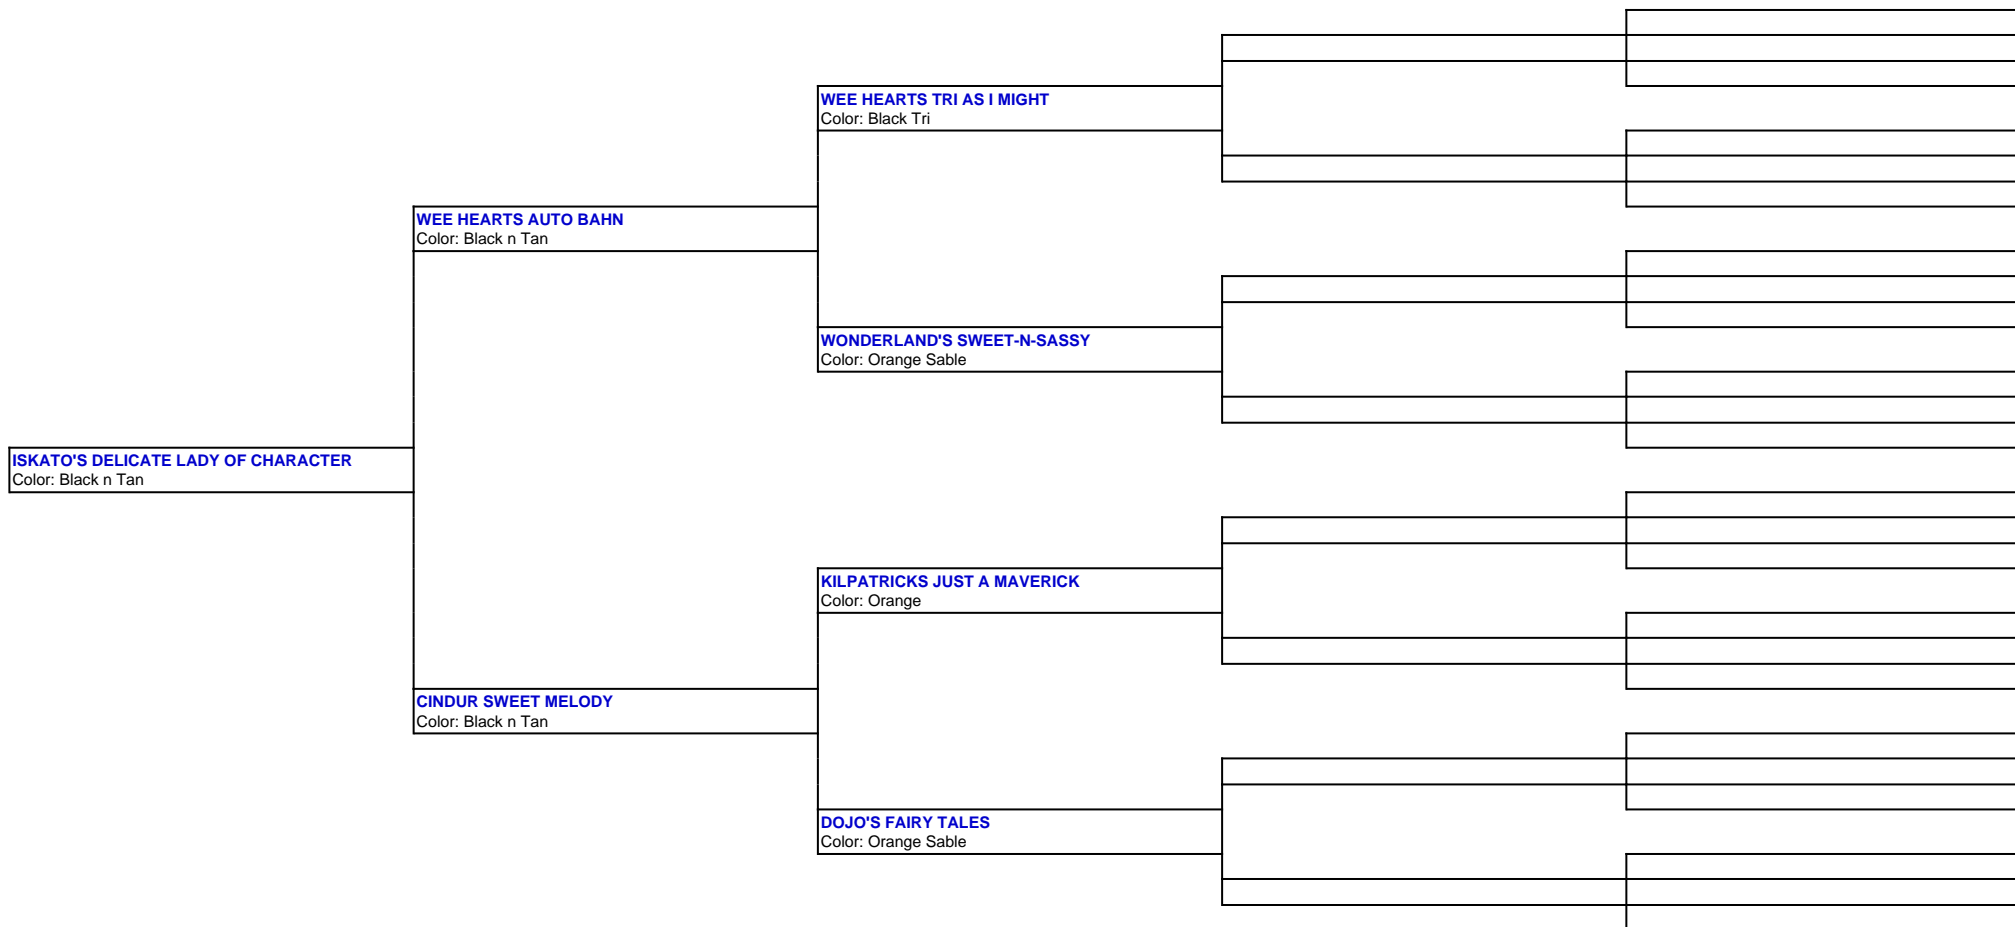 WEE HEARTS TRI AS I MIGHT
Color: Black Tri
WEE HEARTS AUTO BAHN
Color: Black n Tan
WONDERLAND'S SWEET-N-SASSY
Color: Orange Sable
ISKATO'S DELICATE LADY OF CHARACTER
Color: Black n Tan
KILPATRICKS JUST A MAVERICK
Color: Orange
CINDUR SWEET MELODY
Color: Black n Tan
DOJO'S FAIRY TALES
Color: Orange Sable